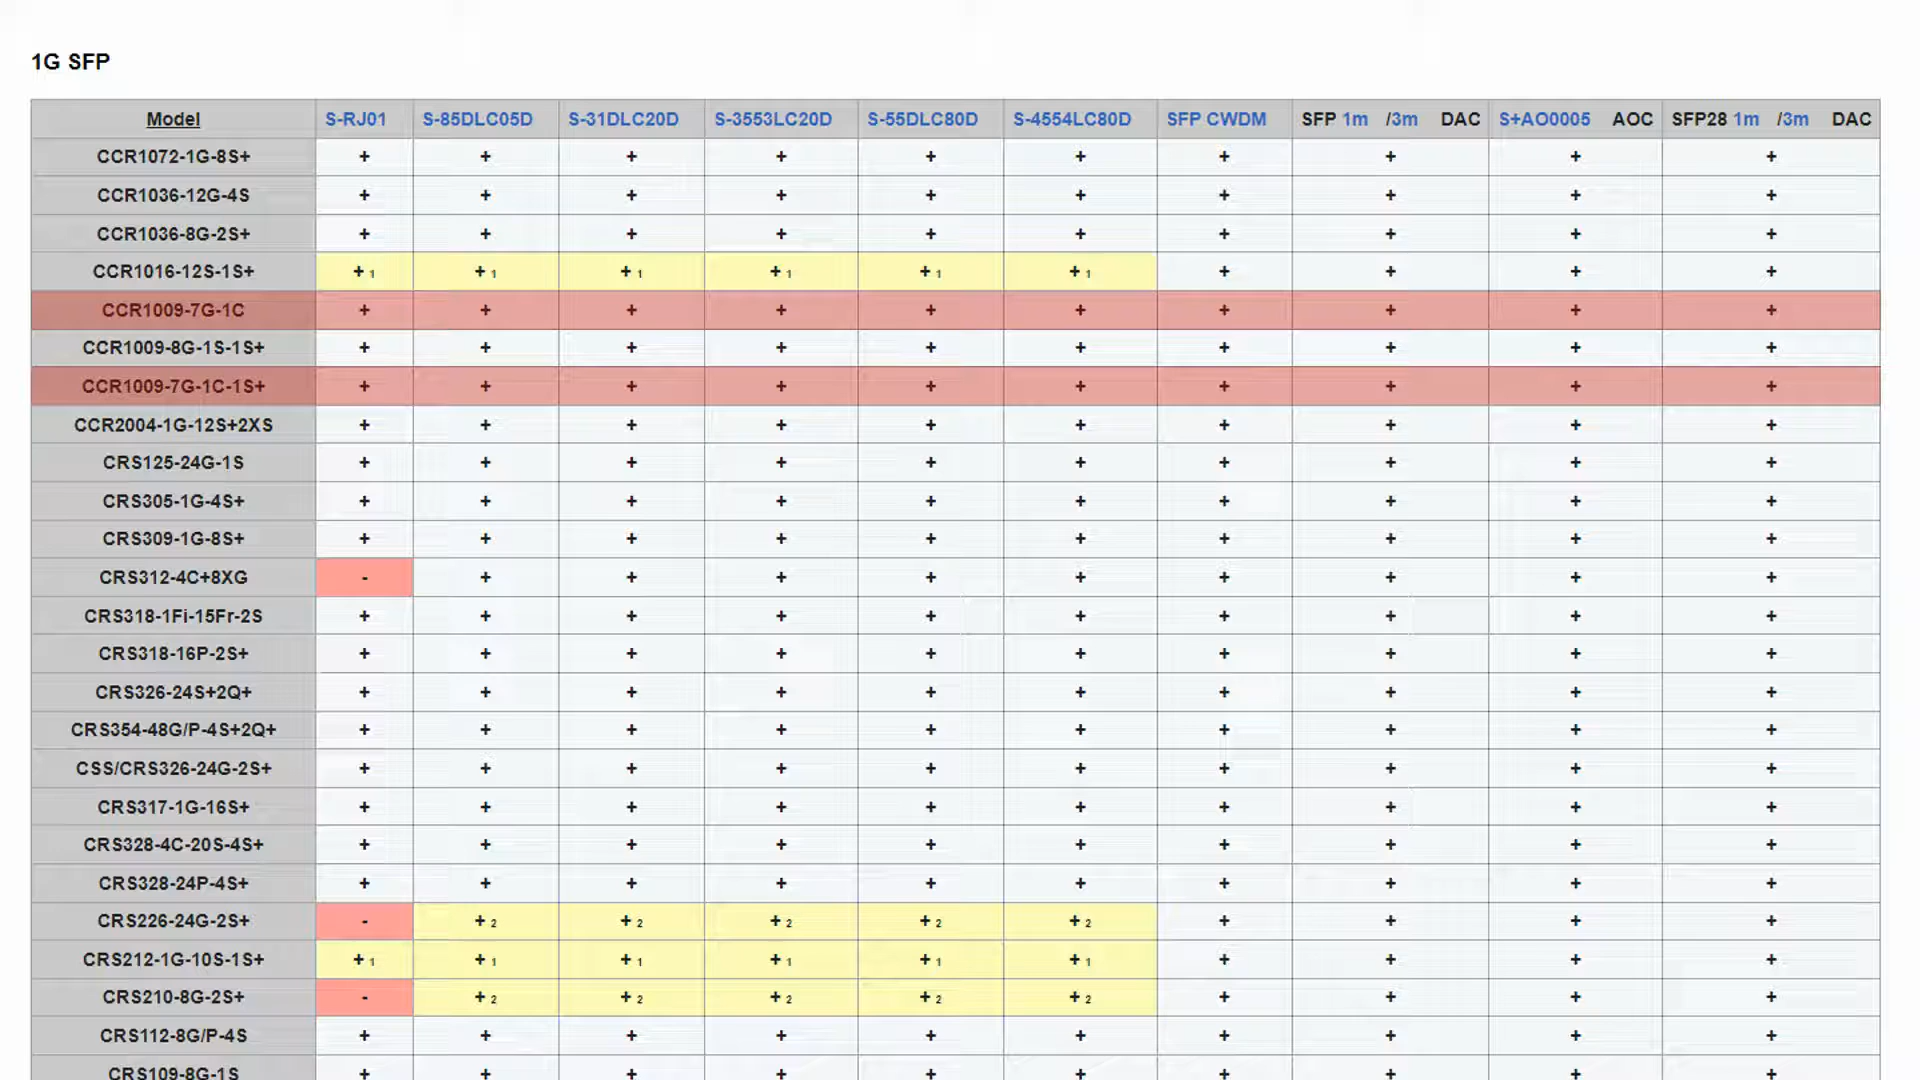 1G SFP
Model S-RJ01 S-85DLC05D S-31DLC20D S-3553LC20D S-55DLC80D S-4554LC80D SFP CWDM SFP 1m /3m DAC S+AO0005 AOC SFP28 1m /3m DAC
CCR1072-1G-8S+ + + + + + + + + + +
CCR1036-12G-4S + + + + + + + + + +
CCR1036-8G-2S+ + + + + + + + + + +
CCR1016-12S-1S+ + 1 + 1 + 1 + 1 + 1 + 1 + + + +
CCR1009-7G-1C + + + + + + + + + +
CCR1009-8G-1S-1S+ + + + + + + + + + +
CCR1009-7G-1C-1S+ + + + + + + + + + +
CCR2004-1G-12S+2XS + + + + + + + + + +
CRS125-24G-1S + + + + + + + + + +
CRS305-1G-4S+ + + + + + + + + + +
CRS309-1G-8S+ + + + + + + + + + +
CRS312-4C+8XG - + + + + + + + + +
CRS318-1Fi-15Fr-2S + + + + + + + + + +
CRS318-16P-2S+ + + + + + + + + + +
CRS326-24S+2Q+ + + + + + + + + + +
CRS354-48G/P-4S+2Q+ + + + + + + + + + +
CSS/CRS326-24G-2S+ + + + + + + + + + +
CRS317-1G-16S+ + + + + + + + + + +
CRS328-4C-20S-4S+ + + + + + + + + + +
CRS328-24P-4S+ + + + + + + + + + +
CRS226-24G-2S+ - + 2 + 2 + 2 + 2 + 2 + + + +
CRS212-1G-10S-1S+ + 1 + 1 + 1 + 1 + 1 + 1 + + + +
CRS210-8G-2S+ - + 2 + 2 + 2 + 2 + 2 + + + +
CRS112-8G/P-4S + + + + + + + + + +
CRS109-8G-1S + + + + + + + + + +